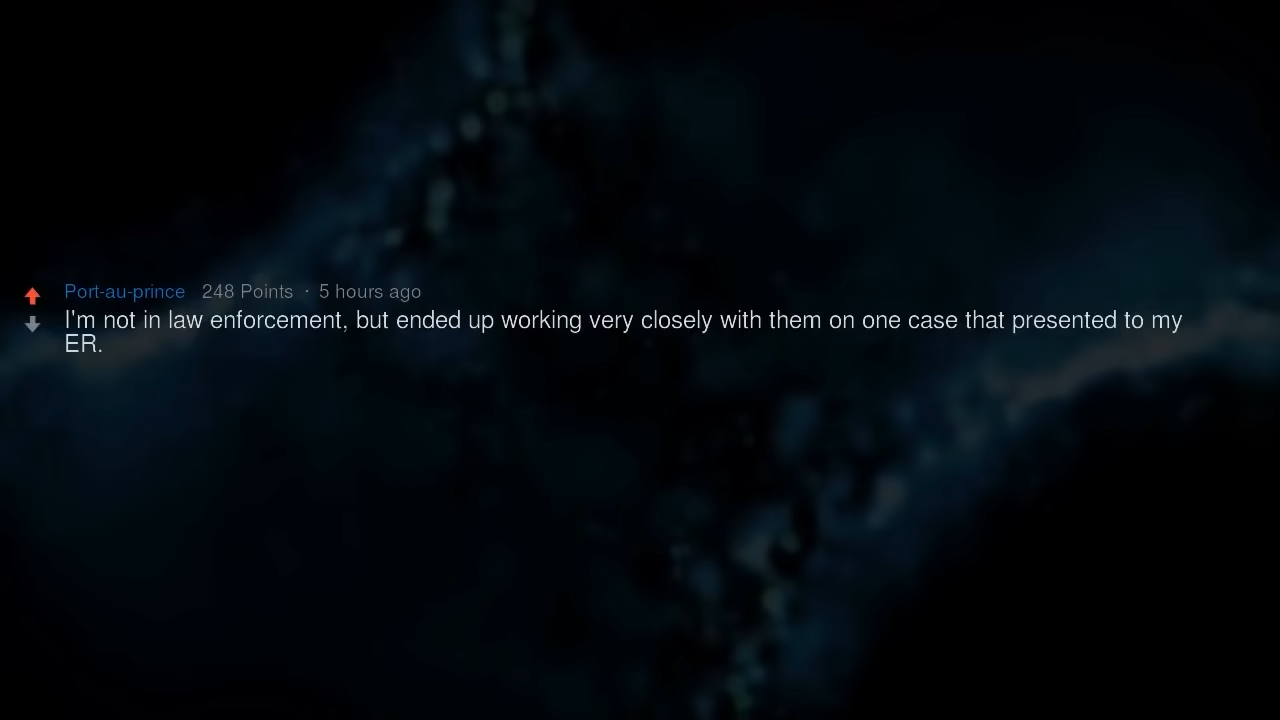 Port-au-prince 248 Points · 5 hours ago
I'm not in law enforcement, but ended up working very closely with them on one case that presented to my
ER.